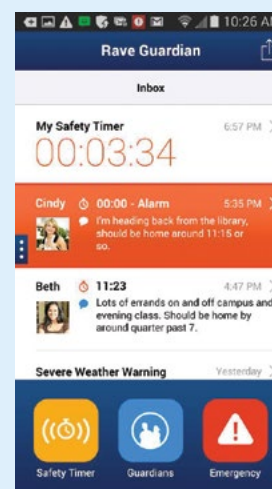 10:26 AM
Rave Guardian
Inbox
My Safety Timer 6:57 PM
00:03:34
Cindy 00:00 - Alarm 5:35 PM
I'm heading back from the library,
should be home around 11:15 or
so.
Beth 11:23 4:47 PM
Lots of errands on and off campus and
evening class. Should be home by
around quarter past 7.
Severe Weather Warning Yesterday
Safety Timer Guardians Emergency